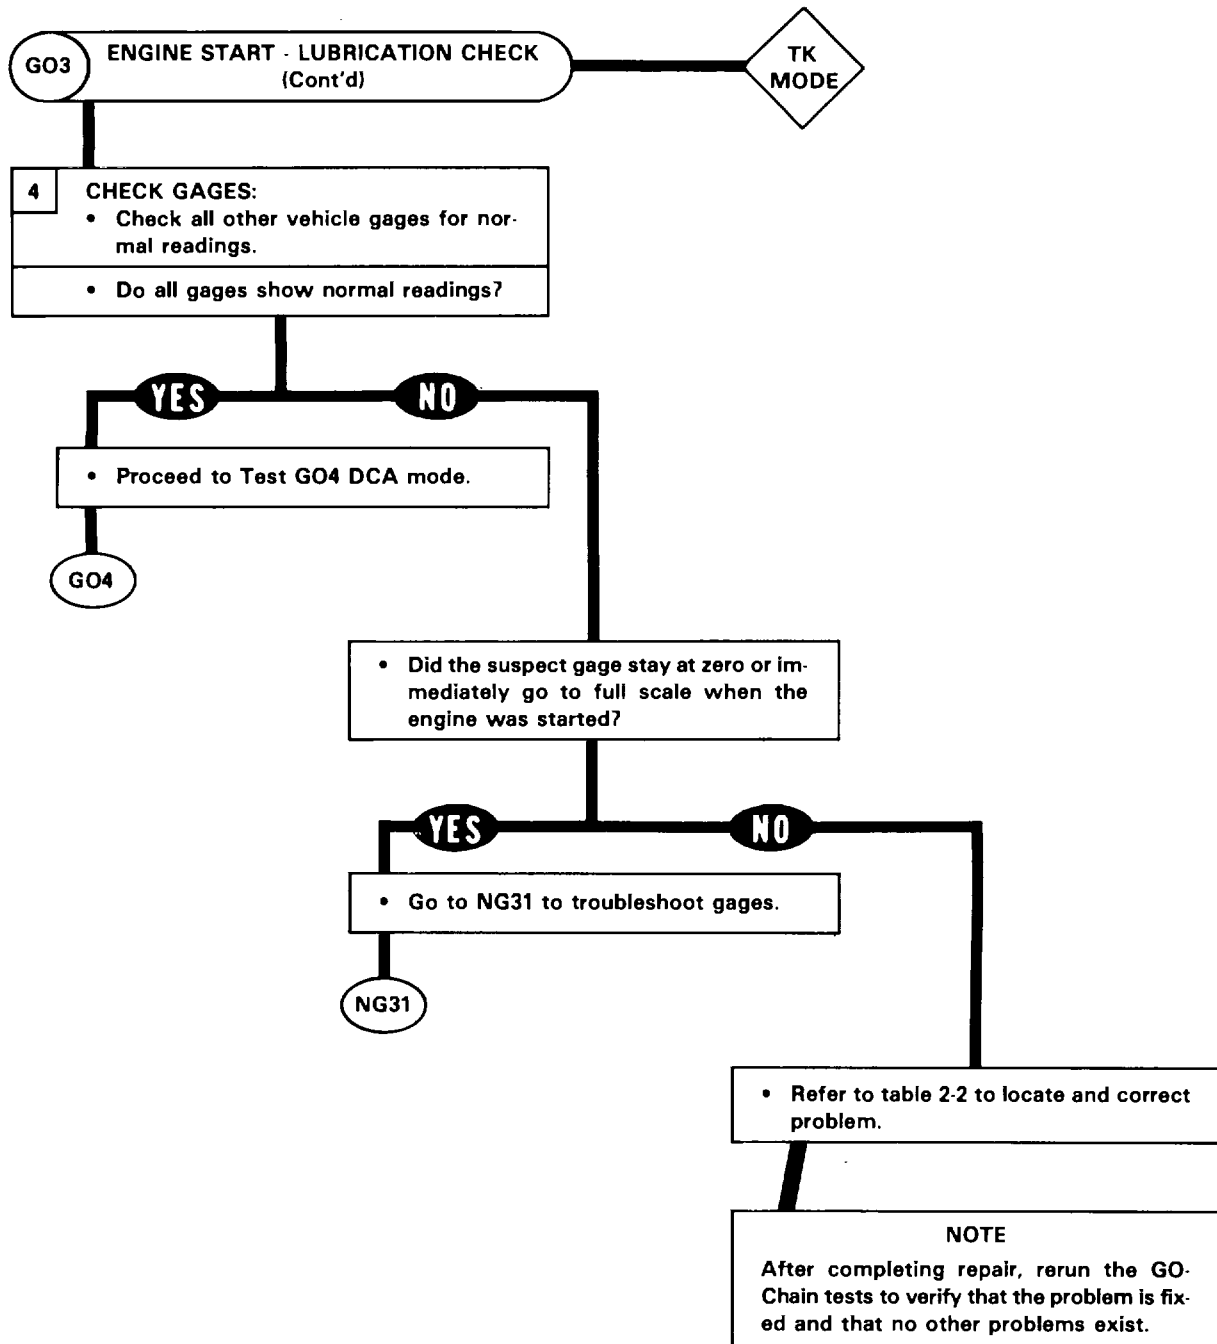 GO3
ENGINE START - LUBRICATION CHECK
(Cont'd)
TK
MODE
4
CHECK GAGES:
• Check all other vehicle gages for nor-
mal readings.
• Do all gages show normal readings?
YES
NO
• Proceed to Test GO4 DCA mode.
GO4
• Did the suspect gage stay at zero or im-
mediately go to full scale when the
engine was started?
YES
NO
• Go to NG31 to troubleshoot gages.
NG31
• Refer to table 2-2 to locate and correct
problem.
NOTE
After completing repair, rerun the GO-
Chain tests to verify that the problem is fix-
ed and that no other problems exist.